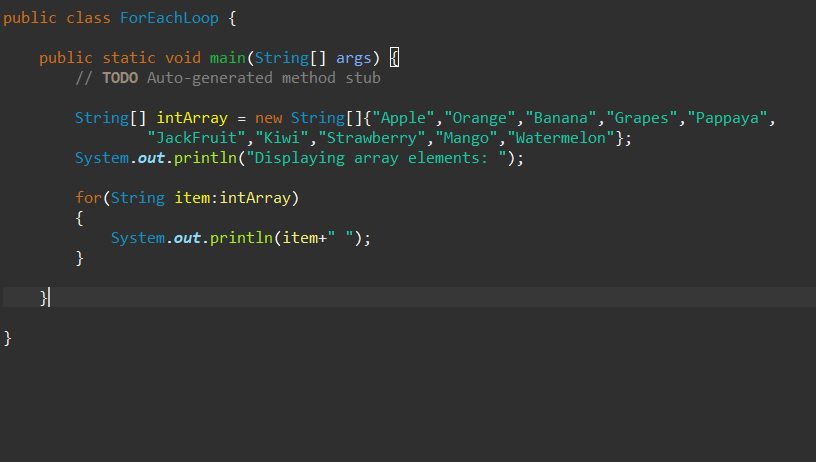 public class ForEachLoop {
public static void main(String[] args) {
// TODO Auto-generated method stub
String[] intArray = new String[]{"Apple","Orange","Banana","Grapes","Pappaya",
"JackFruit","Kiwi","Strawberry","Mango","Watermelon"};
System.out.println("Displaying array elements: ");
for(String item:intArray)
{
System.out.println(item+" ");
}
}
}